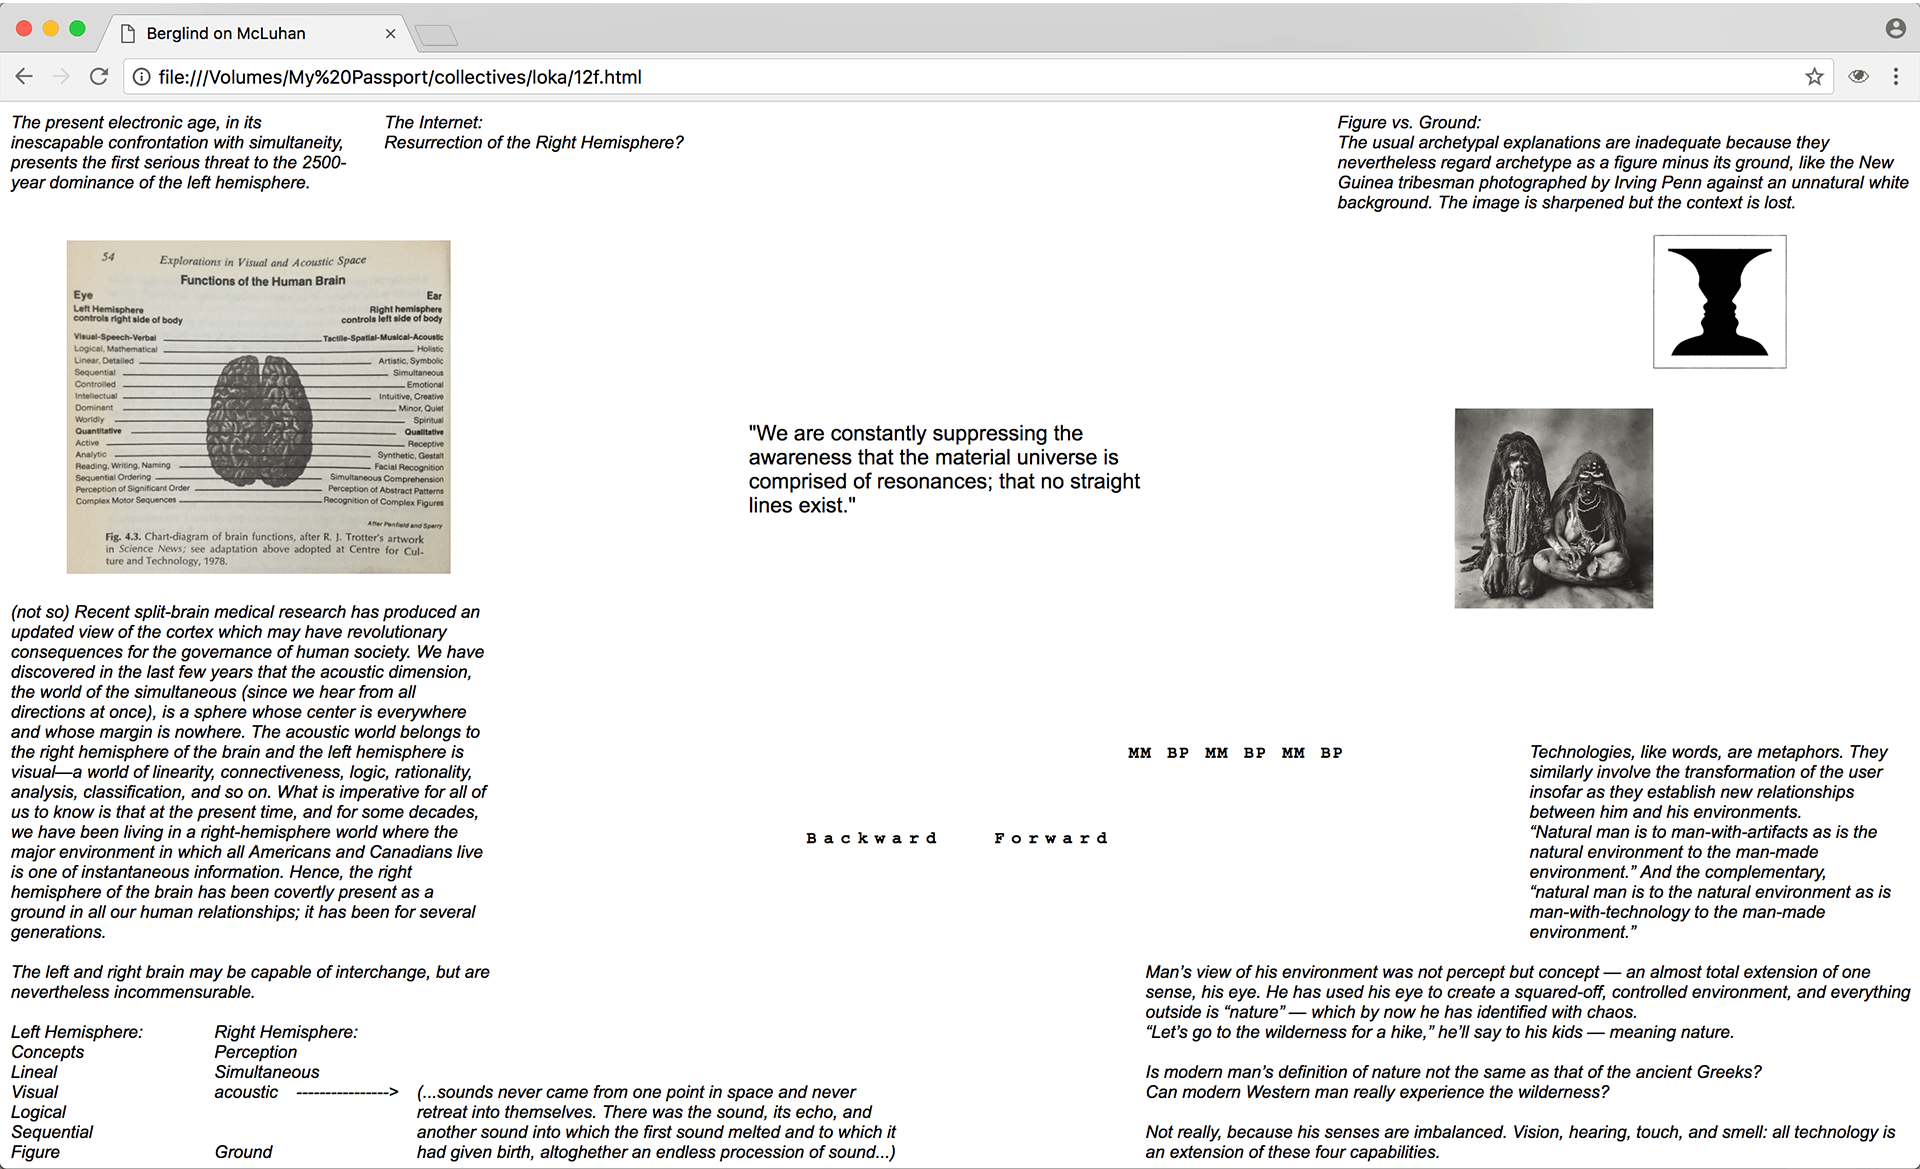 Berglind on McLuhan
file:///Volumes/My%20Passport/collectives/loka/12f.html
The present electronic age, in its
inescapable confrontation with simultaneity,
presents the first serious threat to the 2500-
year dominance of the left hemisphere.
The Internet:
Resurrection of the Right Hemisphere?
Figure vs. Ground:
The usual archetypal explanations are inadequate because they
nevertheless regard archetype as a figure minus its ground, like the New
Guinea tribesman photographed by Irving Penn against an unnatural white
background. The image is sharpened but the context is lost.
54 Explorations in Visual and Acoustic Space
Functions of the Human Brain
Eye Ear
Left Hemisphere Right hemisphere
controls right side of body controls left side of body
Visual-Speech-Verbal Tactile-Spatial-Musical-Acoustic
Logical, Mathematical Holistic
Linear, Detailed Artistic, Symbolic
Sequential Simultaneous
Controlled Emotional
Intellectual Intuitive, Creative
Dominant Minor, Quiet
Worldly Spiritual
Quantitative Qualitative
Active Receptive
Analytic Synthetic, Gestalt
Reading, Writing, Naming Facial Recognition
Sequential Ordering Simultaneous Comprehension
Perception of Significant Order Perception of Abstract Patterns
Complex Motor Sequences Recognition of Complex Figures
After Penfield and Sperry
Fig. 4.3. Chart-diagram of brain functions, after R. J. Trotter's artwork
in Science News; see adaptation above adopted at Centre for Cul-
ture and Technology, 1978.
"We are constantly suppressing the
awareness that the material universe is
comprised of resonances; that no straight
lines exist."
(not so) Recent split-brain medical research has produced an
updated view of the cortex which may have revolutionary
consequences for the governance of human society. We have
discovered in the last few years that the acoustic dimension,
the world of the simultaneous (since we hear from all
directions at once), is a sphere whose center is everywhere
and whose margin is nowhere. The acoustic world belongs to
the right hemisphere of the brain and the left hemisphere is
visual—a world of linearity, connectiveness, logic, rationality,
analysis, classification, and so on. What is imperative for all of
us to know is that at the present time, and for some decades,
we have been living in a right-hemisphere world where the
major environment in which all Americans and Canadians live
is one of instantaneous information. Hence, the right
hemisphere of the brain has been covertly present as a
ground in all our human relationships; it has been for several
generations.
MM BP MM BP MM BP
Backward Forward
Technologies, like words, are metaphors. They
similarly involve the transformation of the user
insofar as they establish new relationships
between him and his environments.
“Natural man is to man-with-artifacts as is the
natural environment to the man-made
environment.” And the complementary,
“natural man is to the natural environment as is
man-with-technology to the man-made
environment.”
The left and right brain may be capable of interchange, but are
nevertheless incommensurable.
Left Hemisphere: Right Hemisphere:
Concepts Perception
Lineal Simultaneous
Visual acoustic ----------------> (...sounds never came from one point in space and never
Logical retreat into themselves. There was the sound, its echo, and
Sequential another sound into which the first sound melted and to which it
Figure Ground had given birth, altoghether an endless procession of sound...)
Man’s view of his environment was not percept but concept — an almost total extension of one
sense, his eye. He has used his eye to create a squared-off, controlled environment, and everything
outside is “nature” — which by now he has identified with chaos.
“Let’s go to the wilderness for a hike,” he’ll say to his kids — meaning nature.
Is modern man’s definition of nature not the same as that of the ancient Greeks?
Can modern Western man really experience the wilderness?
Not really, because his senses are imbalanced. Vision, hearing, touch, and smell: all technology is
an extension of these four capabilities.